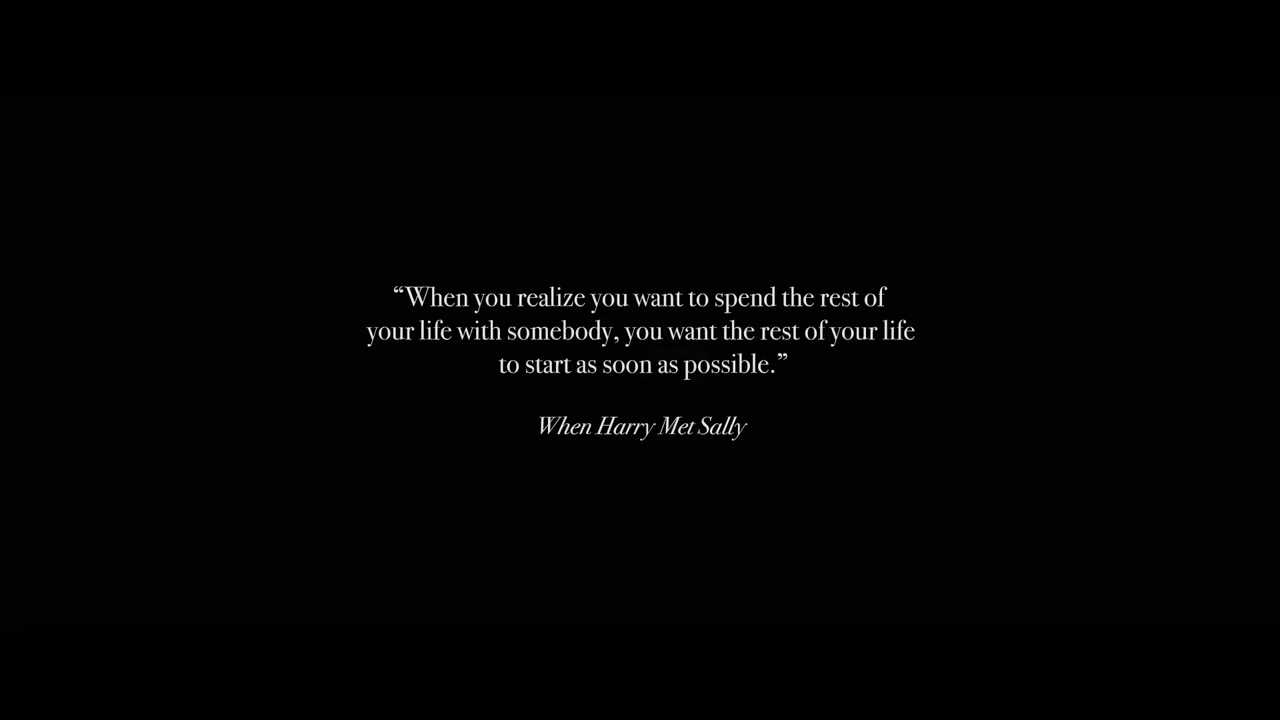 “When you realize you want to spend the rest of
your life with somebody, you want the rest of your life
to start as soon as possible.”
When Harry Met Sally